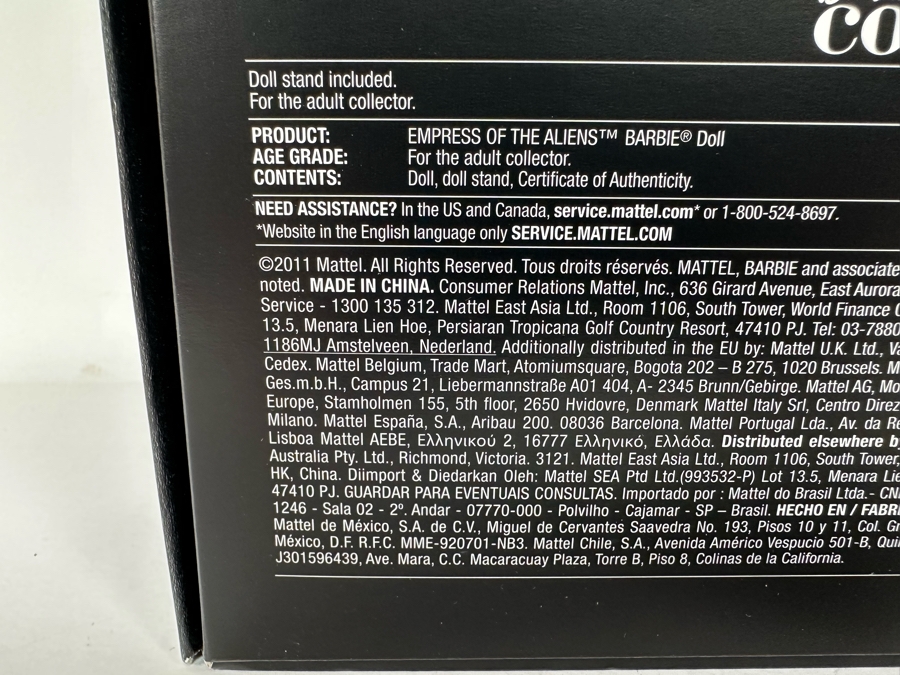 co
Doll stand included.
For the adult collector.
PRODUCT: EMPRESS OF THE ALIENS™ BARBIE® Doll
AGE GRADE: For the adult collector.
CONTENTS: Doll, doll stand, Certificate of Authenticity.
NEED ASSISTANCE? In the US and Canada, service.mattel.com* or 1-800-524-8697.
*Website in the English language only SERVICE.MATTEL.COM
©2011 Mattel. All Rights Reserved. Tous droits réservés. MATTEL, BARBIE and associate
noted. MADE IN CHINA. Consumer Relations Mattel, Inc., 636 Girard Avenue, East Aurora
Service - 1300 135 312. Mattel East Asia Ltd., Room 1106, South Tower, World Finance
13.5, Menara Lien Hoe, Persiaran Tropicana Golf Country Resort, 47410 PJ. Tel: 03-7880
1186MJ Amstelveen, Nederland. Additionally distributed in the EU by: Mattel U.K. Ltd., Va
Cedex. Mattel Belgium, Trade Mart, Atomiumsquare, Bogota 202 – B 275, 1020 Brussels. M
Ges.m.b.H., Campus 21, Liebermannstraße A01 404, A- 2345 Brunn/Gebirge. Mattel AG, Mo
Europe, Stamholmen 155, 5th floor, 2650 Hvidovre, Denmark Mattel Italy Srl, Centro Direz
Milano. Mattel España, S.A., Aribau 200. 08036 Barcelona. Mattel Portugal Lda., Av. da Re
Lisboa Mattel AEBE, Ελληνικού 2, 16777 Ελληνικό, Ελλάδα. Distributed elsewhere by
Australia Pty. Ltd., Richmond, Victoria. 3121. Mattel East Asia Ltd., Room 1106, South Tower,
HK, China. Diimport & Diedarkan Oleh: Mattel SEA Ptd Ltd.(993532-P) Lot 13.5, Menara Lie
47410 PJ. GUARDAR PARA EVENTUAIS CONSULTAS. Importado por : Mattel do Brasil Ltda.- CN
1246 - Sala 02 - 2º. Andar - 07770-000 - Polvilho - Cajamar - SP – Brasil. HECHO EN / FABRI
Mattel de México, S.A. de C.V., Miguel de Cervantes Saavedra No. 193, Pisos 10 y 11, Col. Gr
México, D.F. R.F.C. MME-920701-NB3. Mattel Chile, S.A., Avenida Américo Vespucio 501-B, Qui
J301596439, Ave. Mara, C.C. Macaracuay Plaza, Torre B, Piso 8, Colinas de la California.